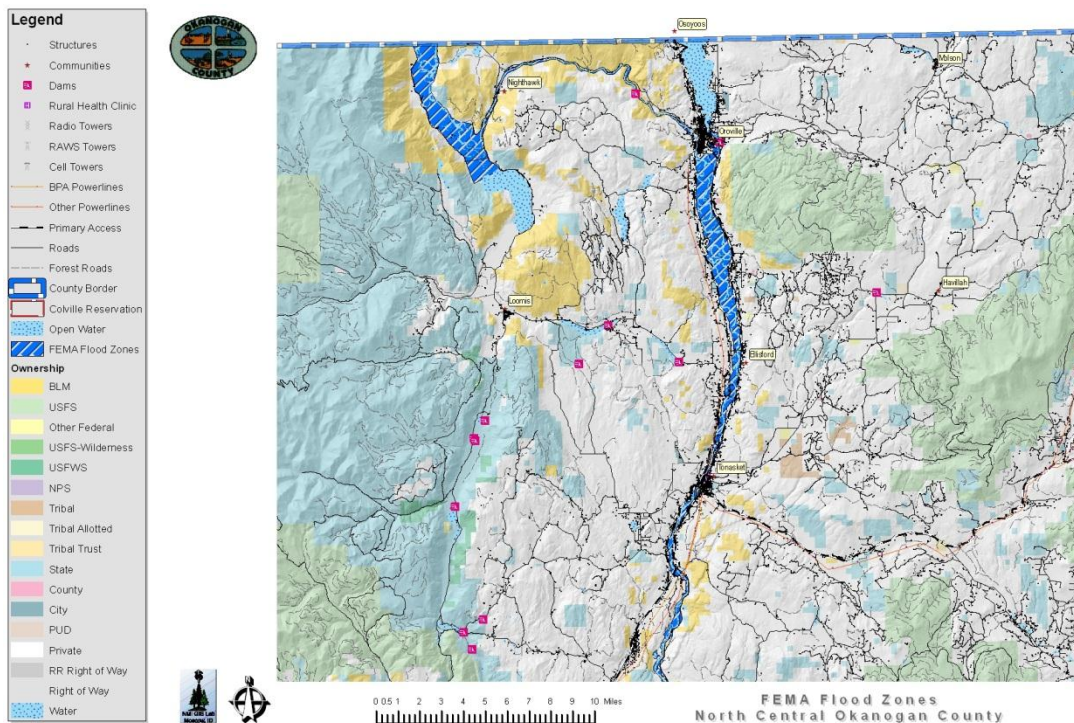 Legend
Structures
Communities
Dams
Rural Health Clinic
Radio Towers
RAWS Towers
Cell Towers
BPA Powerlines
Other Powerlines
Primary Access
Roads
Forest Roads
County Border
Colville Reservation
Open Water
FEMA Flood Zones
Ownership
BLM
USFS
Other Federal
USFS-Wilderness
USFWS
NPS
Tribal
Tribal Allotted
Tribal Trust
State
County
City
PUD
Private
RR Right of Way
Right of Way
Water
OKANOGAN
COUNTY
Osoyoos
Molson
Nighthawk
Oroville
Havillah
Loomis
Ellisford
Tonasket
0 0.5 1 2 3 4 5 6 7 8 9 10 Miles
FEMA Flood Zones
North Central Okanogan County